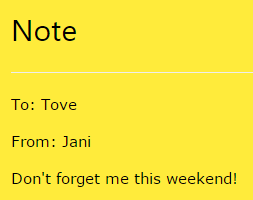 Note
To: Tove
From: Jani
Don't forget me this weekend!